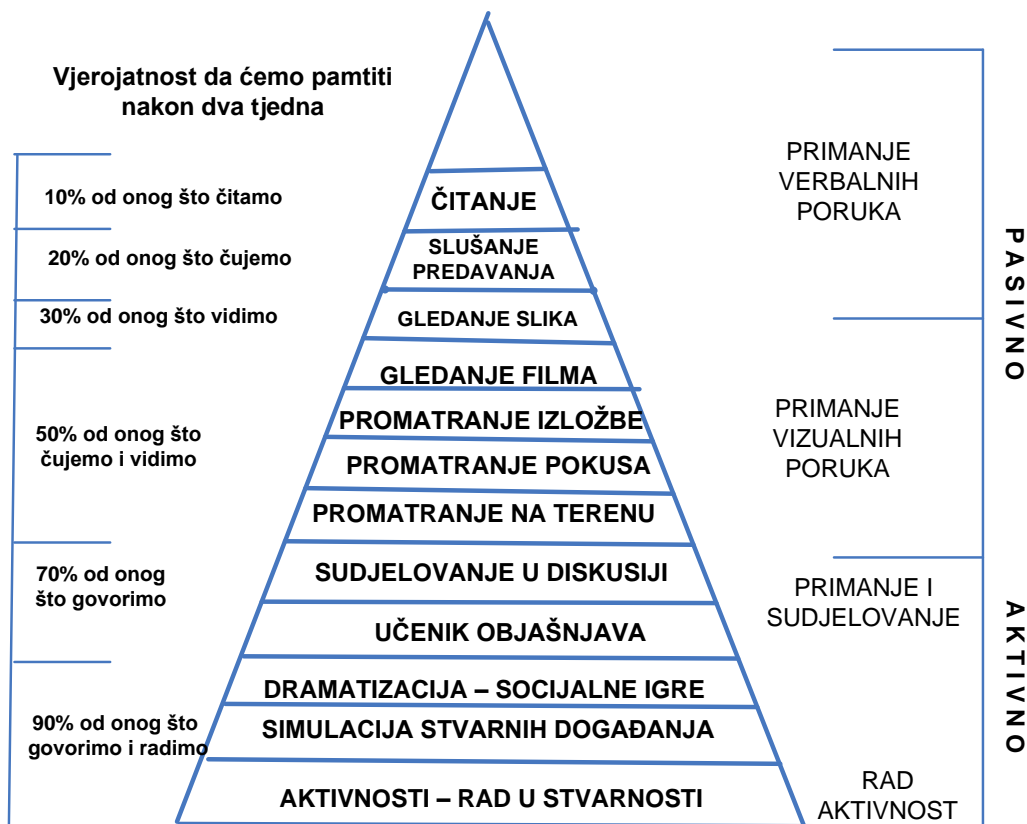 Vjerojatnost da ćemo pamtiti
nakon dva tjedna
10% od onog što čitamo
20% od onog što čujemo
30% od onog što vidimo
50% od onog što
čujemo i vidimo
70% od onog
što govorimo
90% od onog što
govorimo i radimo
ČITANJE
SLUŠANJE
PREDAVANJA
GLEDANJE SLIKA
GLEDANJE FILMA
PROMATRANJE IZLOŽBE
PROMATRANJE POKUSA
PROMATRANJE NA TERENU
SUDJELOVANJE U DISKUSIJI
UČENIK OBJAŠNJAVA
DRAMATIZACIJA – SOCIJALNE IGRE
SIMULACIJA STVARNIH DOGAĐANJA
AKTIVNOSTI – RAD U STVARNOSTI
PRIMANJE
VERBALNIH
PORUKA
PRIMANJE
VIZUALNIH
PORUKA
PRIMANJE I
SUDJELOVANJE
RAD
AKTIVNOST
PASIVNO
AKTIVNO